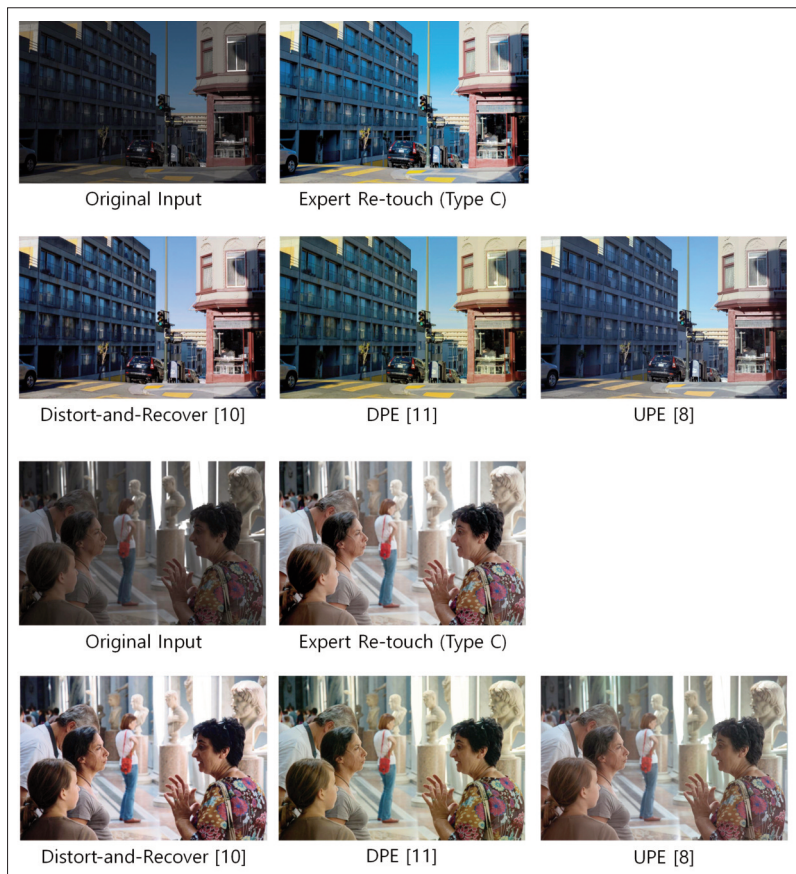 Original Input
Expert Re-touch (Type C)
Distort-and-Recover [10]
DPE [11]
UPE [8]
Original Input
Expert Re-touch (Type C)
Distort-and-Recover [10]
DPE [11]
UPE [8]